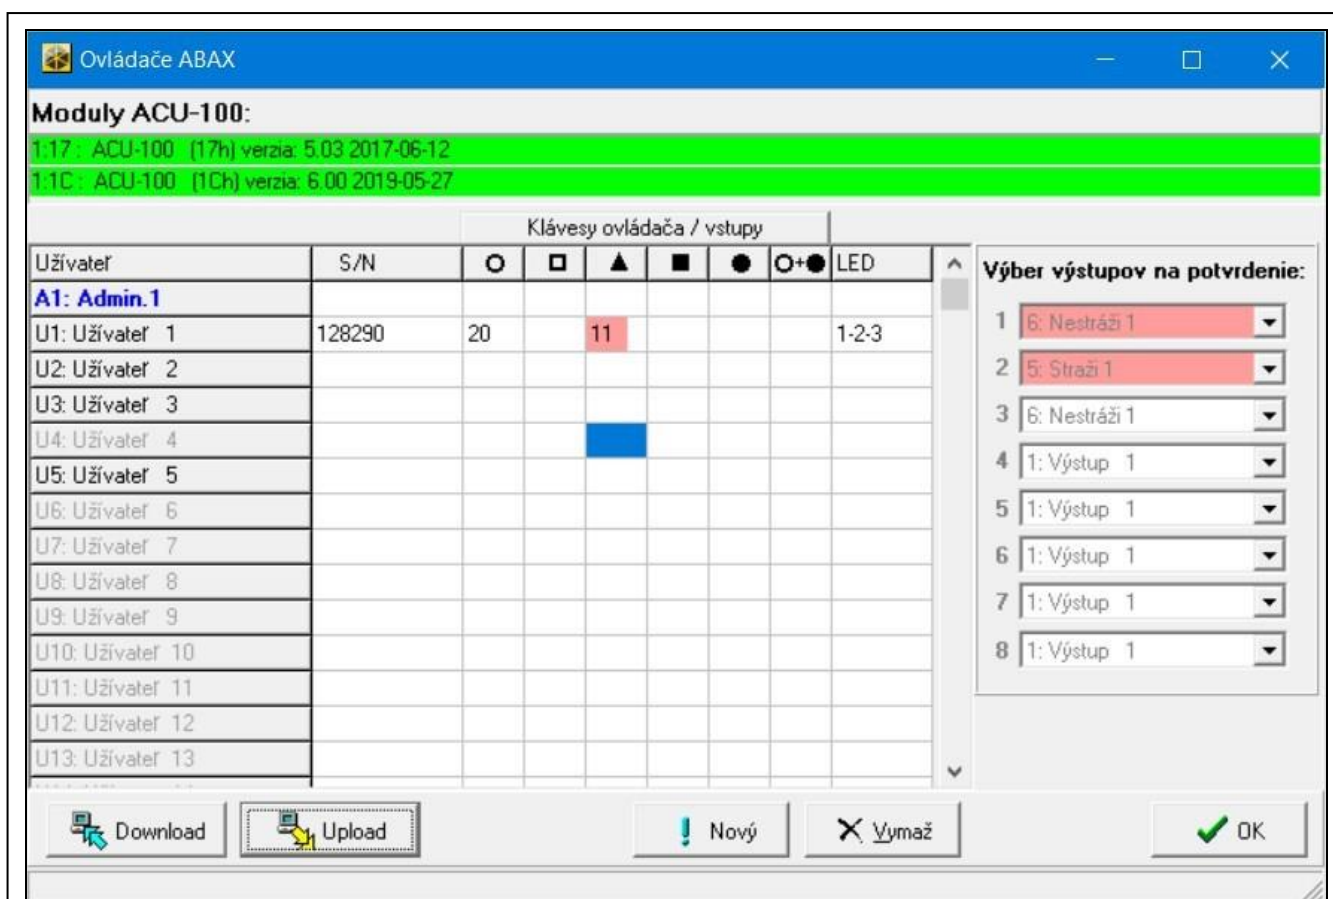 Ovládače ABAX
Moduly ACU-100:
1:17 : ACU-100 (17h) verzia: 5.03 2017-06-12
1:1C : ACU-100 (1Ch) verzia: 6.00 2019-05-27
Klávesy ovládača / vstupy
Užívateľ S/N O+● LED
A1: Admin.1
U1: Užívateľ 1 128290 20 11 1-2-3
U2: Užívateľ 2
U3: Užívateľ 3
U4: Užívateľ 4
U5: Užívateľ 5
U6: Užívateľ 6
U7: Užívateľ 7
U8: Užívateľ 8
U9: Užívateľ 9
U10: Užívateľ 10
U11: Užívateľ 11
U12: Užívateľ 12
U13: Užívateľ 13
Výber výstupov na potvrdenie:
1 6: Nestráži 1
2 5: Straži 1
3 6: Nestráži 1
4 1: Výstup 1
5 1: Výstup 1
6 1: Výstup 1
7 1: Výstup 1
8 1: Výstup 1
Download Upload Nový Vymaž OK